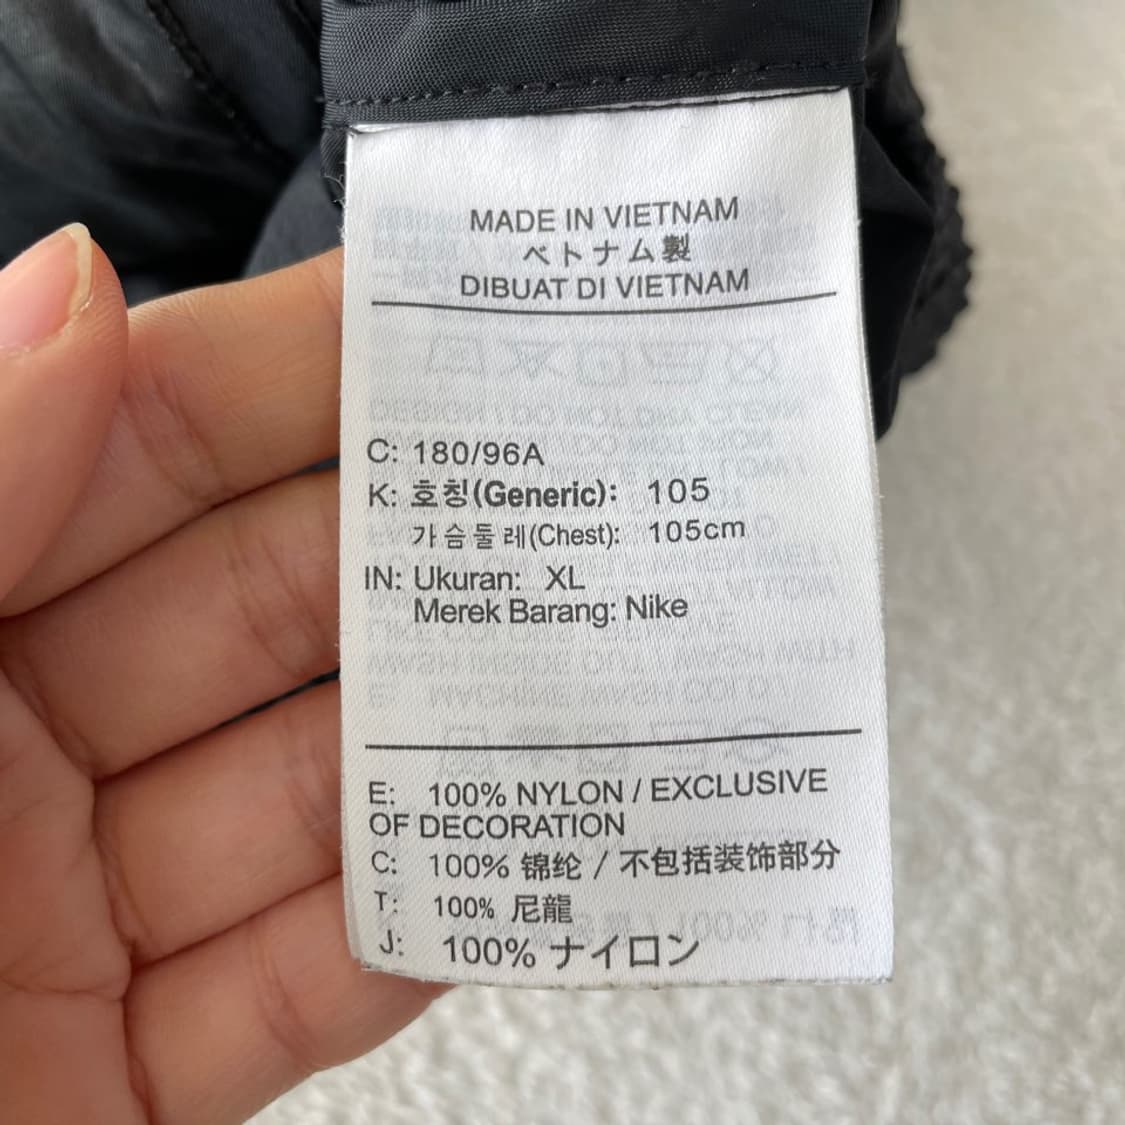 MADE IN VIETNAM
ベトナム製
DIBUAT DI VIETNAM
C: 180/96A
K: 호칭(Generic): 105
가슴둘레(Chest): 105cm
IN: Ukuran: XL
Merek Barang: Nike
E: 100% NYLON / EXCLUSIVE
OF DECORATION
C: 100% 锦纶 / 不包括装饰部分
T: 100% 尼龍
J: 100% ナイロン